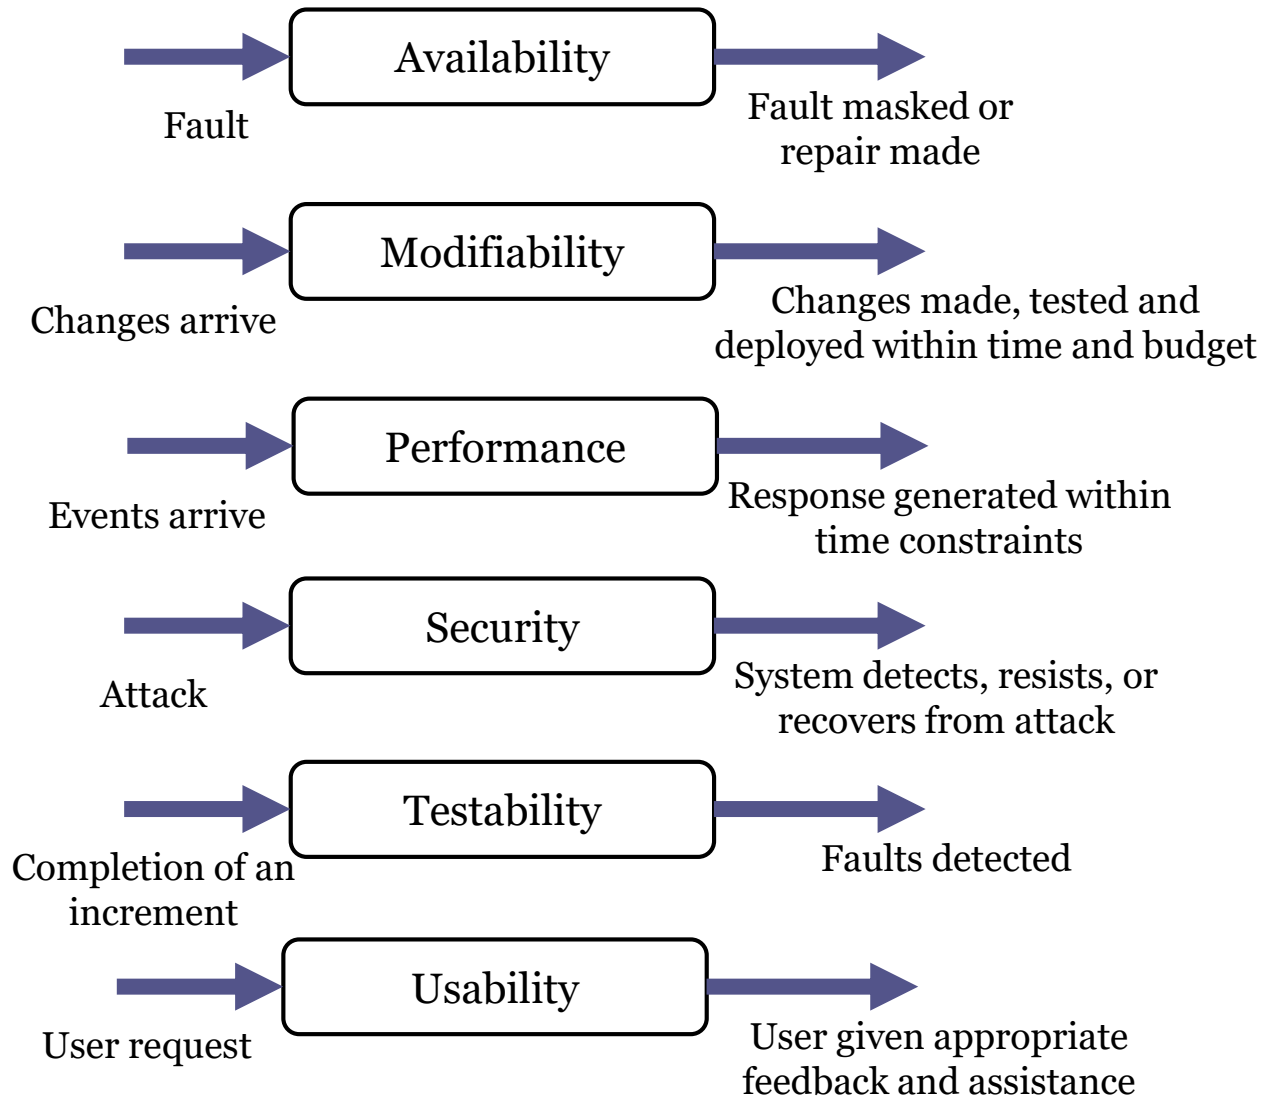 Availability
Fault
Fault masked or
repair made
Modifiability
Changes arrive
Changes made, tested and
deployed within time and budget
Performance
Events arrive
Response generated within
time constraints
Security
Attack
System detects, resists, or
recovers from attack
Testability
Completion of an
increment
Faults detected
Usability
User request
User given appropriate
feedback and assistance